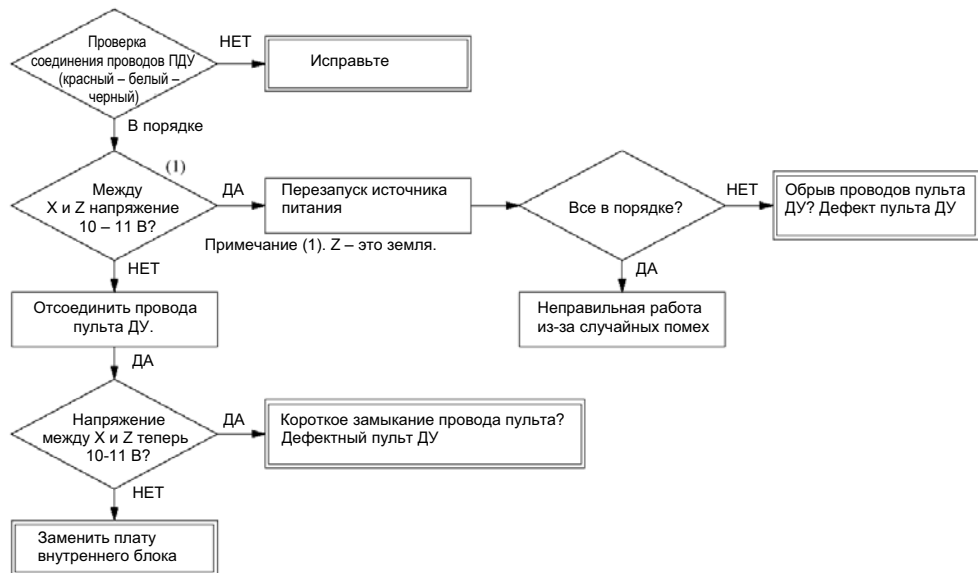 Проверка
соединения проводов ПДУ
(красный – белый –
черный)
НЕТ
Исправьте
В порядке
(1)
Между
X и Z напряжение
10 – 11 В?
ДА
Перезапуск источника
питания
Все в порядке?
НЕТ
Обрыв проводов пульта
ДУ? Дефект пульта ДУ
Примечание (1). Z – это земля.
НЕТ
ДА
Отсоединить провода
пульта ДУ.
Неправильная работа
из-за случайных помех
ДА
Напряжение
между X и Z теперь
10-11 В?
ДА
Короткое замыкание провода пульта?
Дефектный пульт ДУ
НЕТ
Заменить плату
внутреннего блока